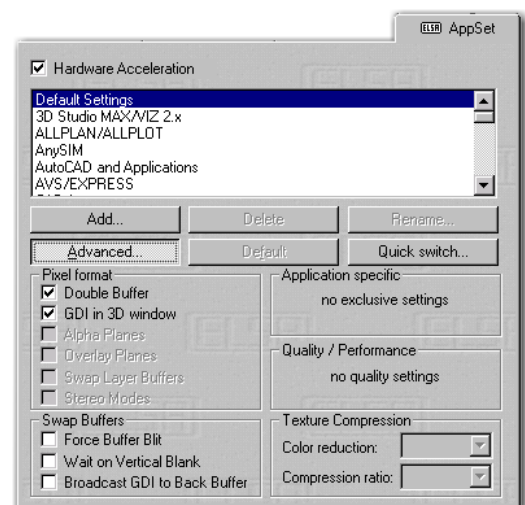 ELSA AppSet
Hardware Acceleration
Default Settings
3D Studio MAX/VIZ 2.x
ALLPLAN/ALLPLOT
AnySIM
AutoCAD and Applications
AVS/EXPRESS
Add... Delete Rename...
Advanced... Default Quick switch...
Pixel format
Double Buffer
GDI in 3D window
Alpha Planes
Overlay Planes
Swap Layer Buffers
Stereo Modes
Application specific
no exclusive settings
Quality / Performance
no quality settings
Swap Buffers
Force Buffer Blit
Wait on Vertical Blank
Broadcast GDI to Back Buffer
Texture Compression
Color reduction:
Compression ratio: